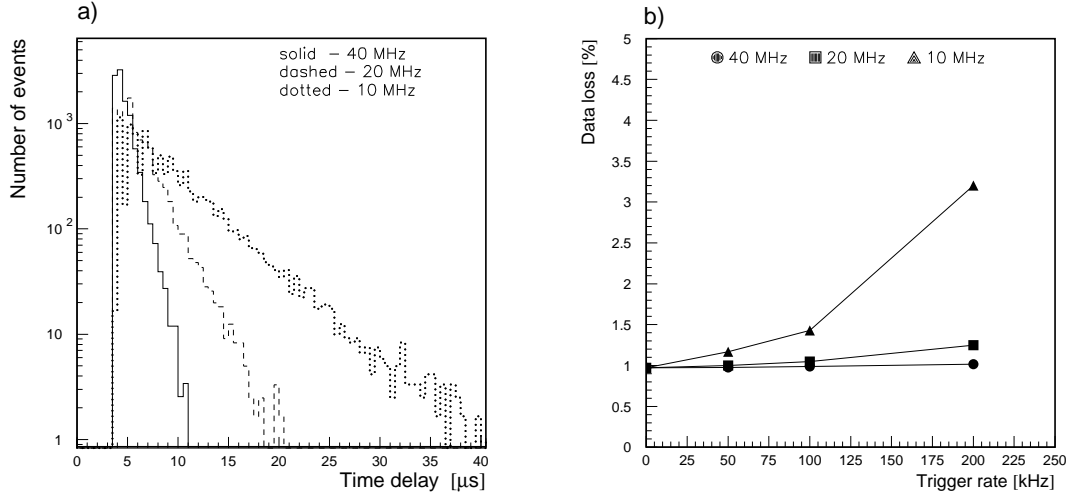 a)
Number of events
solid – 40 MHz
dashed – 20 MHz
dotted – 10 MHz
10³
10²
10
1
0 5 10 15 20 25 30 35 40
Time delay [μs]
b)
Data loss [%]
40 MHz 20 MHz 10 MHz
5
4.5
4
3.5
3
2.5
2
1.5
1
0.5
0
0 25 50 75 100 125 150 175 200 225 250
Trigger rate [kHz]